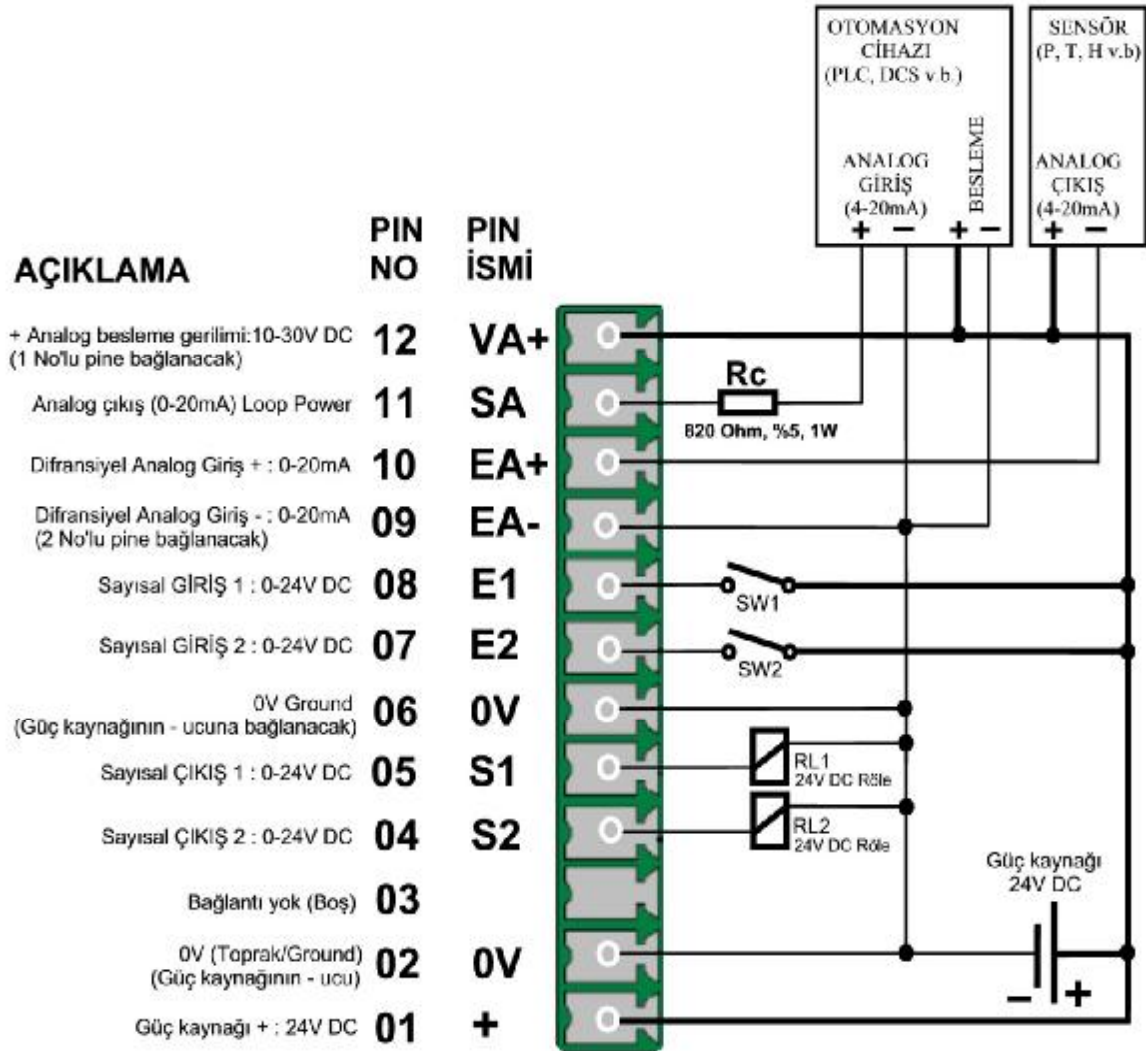 OTOMASYON
CİHAZI
(PLC, DCS v.b.)
ANALOG
GİRİŞ
(4-20mA)
BESLEME
+ − + −
SENSÖR
(P, T, H v.b)
ANALOG
ÇIKIŞ
(4-20mA)
+ −
AÇIKLAMA
PIN
NO
PIN
İSMİ
+ Analog besleme gerilimi:10-30V DC
(1 No'lu pine bağlanacak)
12 VA+
Analog çıkış (0-20mA) Loop Power 11 SA
Rc
820 Ohm, %5, 1W
Difransiyel Analog Giriş + : 0-20mA 10 EA+
Difransiyel Analog Giriş - : 0-20mA
(2 No'lu pine bağlanacak)
09 EA-
Sayısal GİRİŞ 1 : 0-24V DC 08 E1
SW1
Sayısal GİRİŞ 2 : 0-24V DC 07 E2
SW2
0V Ground
(Güç kaynağının - ucuna bağlanacak)
06 0V
Sayısal ÇIKIŞ 1 : 0-24V DC 05 S1
RL1
24V DC Röle
Sayısal ÇIKIŞ 2 : 0-24V DC 04 S2
RL2
24V DC Röle
Bağlantı yok (Boş) 03
0V (Toprak/Ground)
(Güç kaynağının - ucu)
02 0V
Güç kaynağı
24V DC
− +
Güç kaynağı + : 24V DC 01 +